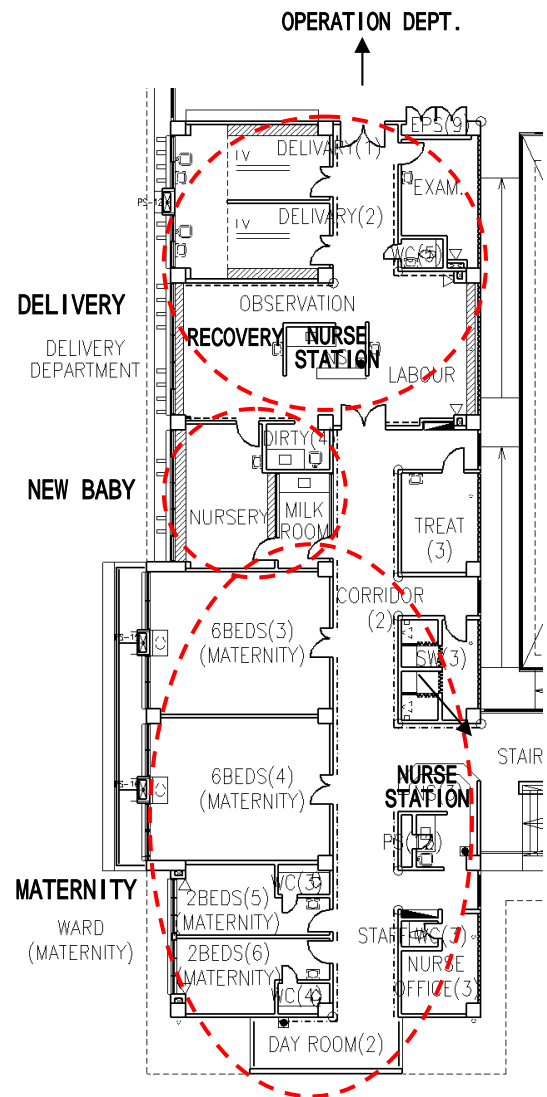 OPERATION DEPT.
EPS(9)
DELIVARY(1)
IV
EXAM.
PS-12
DELIVARY(2)
IV
WC(5)
DELIVERY
OBSERVATION
RECOVERY
NURSE
STATION
DELIVERY
DEPARTMENT
LABOUR
DIRTY(4)
NEW BABY
NURSERY
MILK
ROOM
TREAT
(3)
CORRIDOR
(2)
6BEDS(3)
(MATERNITY)
SW(3)
STAIR
6BEDS(4)
(MATERNITY)
NURSE
STATION
MATERNITY
WC(3)
2BEDS(5)
(MATERNITY)
WARD
(MATERNITY)
STAFF WC(3)
2BEDS(6)
(MATERNITY)
NURSE
OFFICE(3)
WC(4)
DAY ROOM(2)